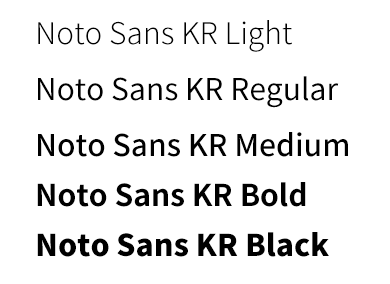 Noto Sans KR Light
Noto Sans KR Regular
Noto Sans KR Medium
Noto Sans KR Bold
Noto Sans KR Black